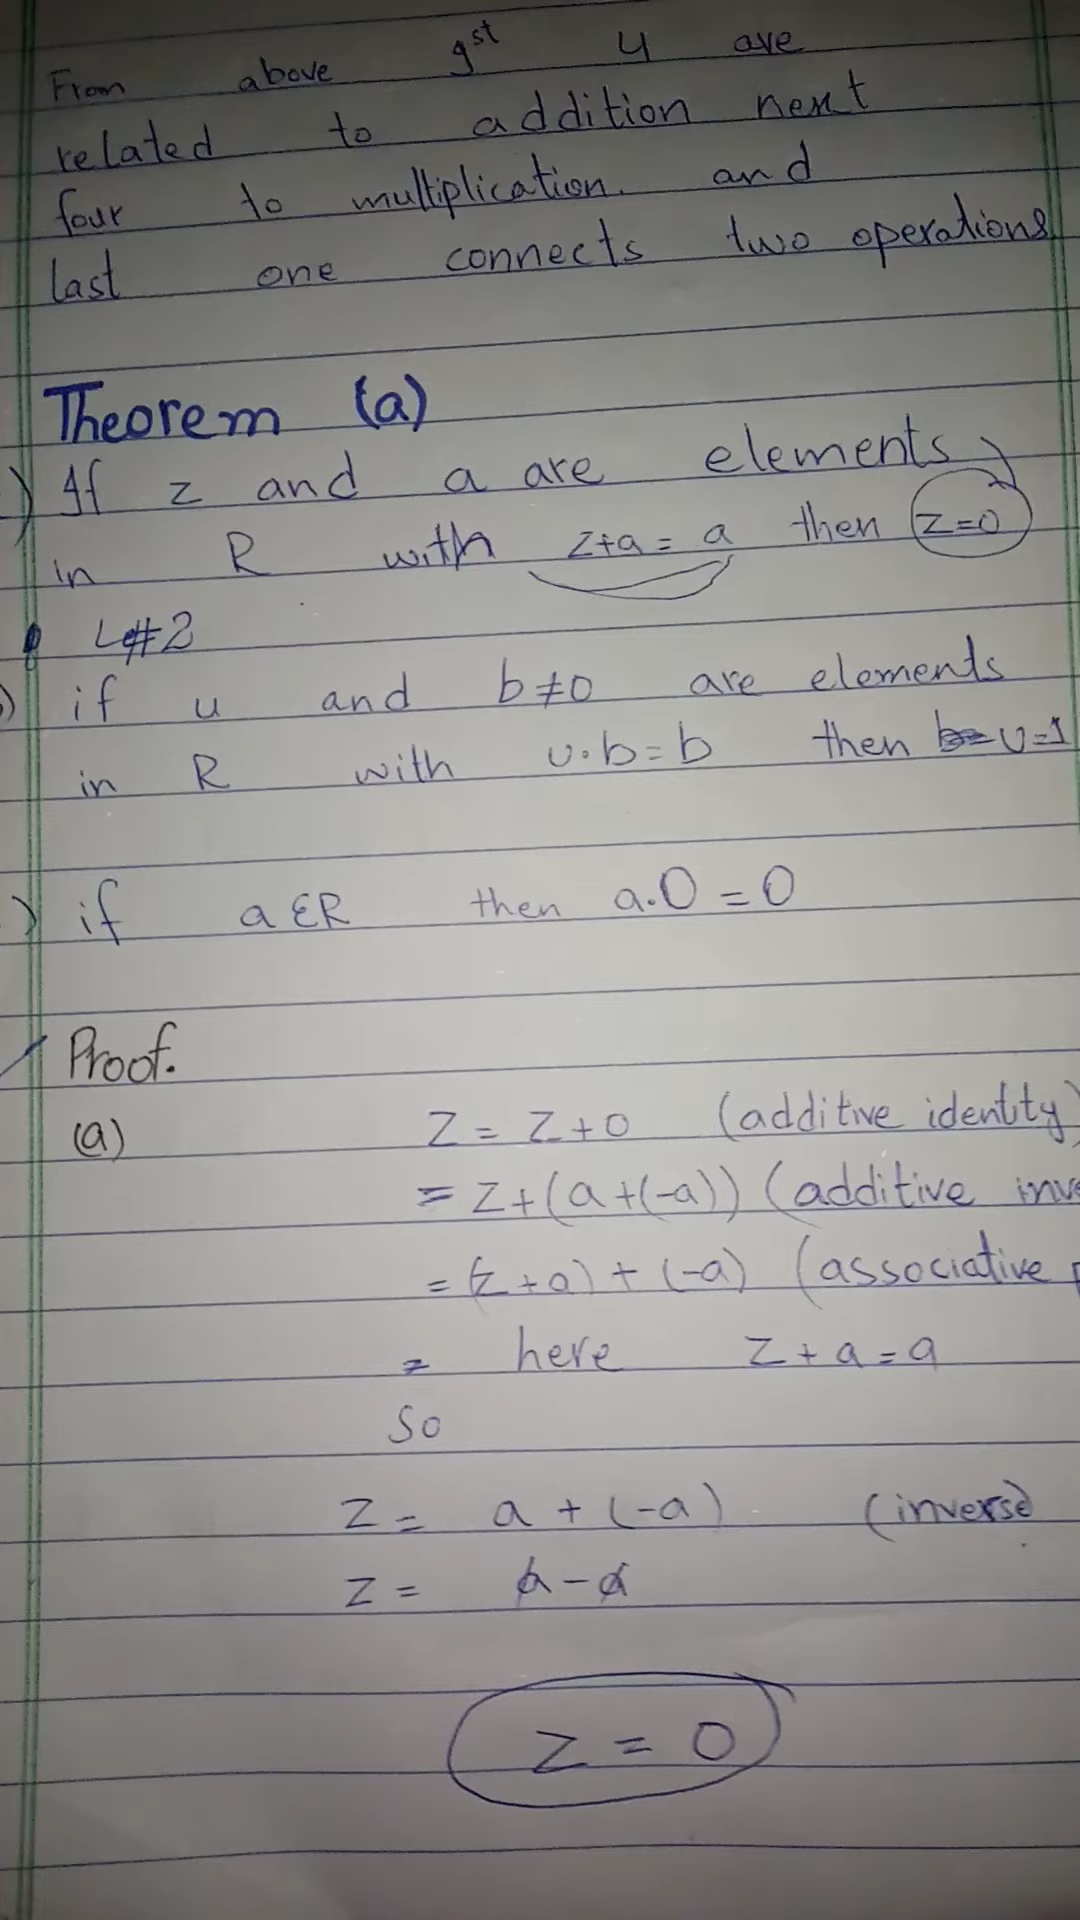 From above 9st 4 are
related to addition next
four to multiplication. and
last one connects two operations.
Theorem (a)
) If z and a are elements
in R with z+a = a then z=0
L#2
) if u and b≠0 are elements
in R with u.b=b then b= u=1
) if a ∈ R then a.0 = 0
Proof.
(a) z = z+0 (additive identity)
= z+(a+(-a)) (additive inve
= (z+a)+(-a) (associative p
= here z+a=a
So
z = a + (-a) (inverse)
z = a-a
z = 0